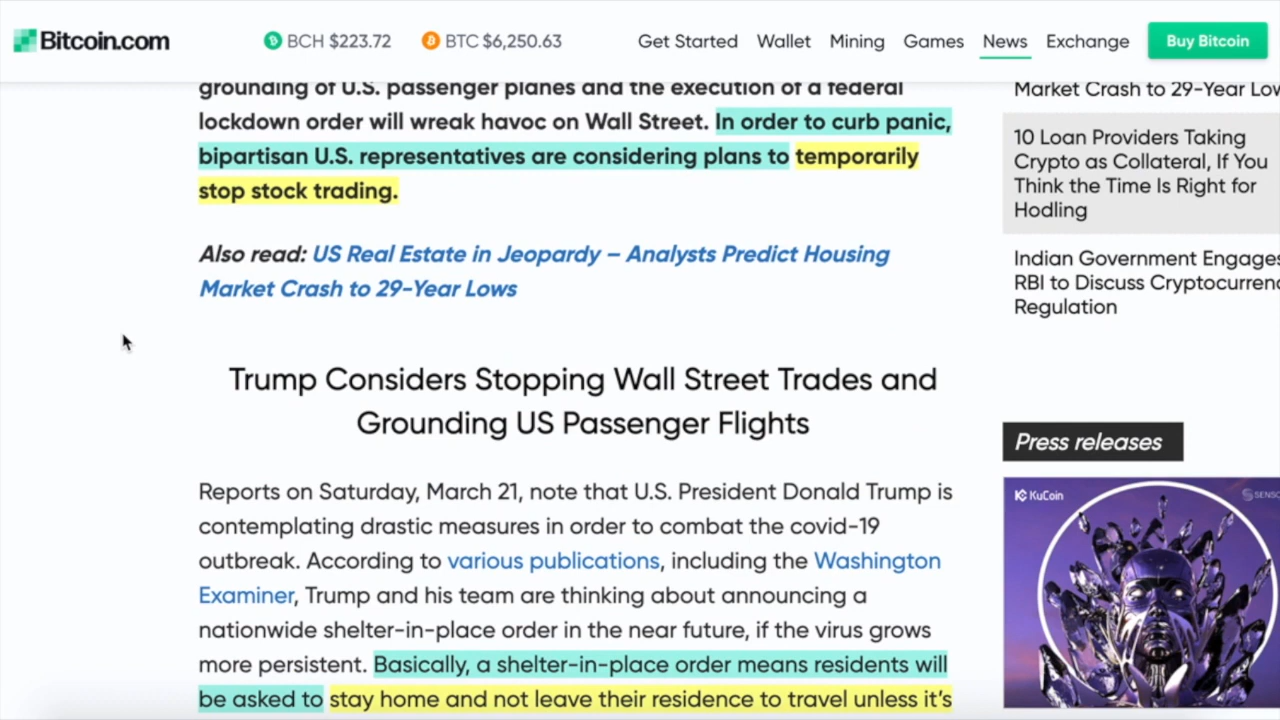 Bitcoin.com
BCH $223.72
BTC $6,250.63
Get Started
Wallet
Mining
Games
News
Exchange
Buy Bitcoin
grounding of U.S. passenger planes and the execution of a federal
lockdown order will wreak havoc on Wall Street. In order to curb panic,
bipartisan U.S. representatives are considering plans to temporarily
stop stock trading.
Also read: US Real Estate in Jeopardy – Analysts Predict Housing
Market Crash to 29-Year Lows
Trump Considers Stopping Wall Street Trades and
Grounding US Passenger Flights
Reports on Saturday, March 21, note that U.S. President Donald Trump is
contemplating drastic measures in order to combat the covid-19
outbreak. According to various publications, including the Washington
Examiner, Trump and his team are thinking about announcing a
nationwide shelter-in-place order in the near future, if the virus grows
more persistent. Basically, a shelter-in-place order means residents will
be asked to stay home and not leave their residence to travel unless it's
Market Crash to 29-Year Low
10 Loan Providers Taking
Crypto as Collateral, If You
Think the Time Is Right for
Hodling
Indian Government Engages
RBI to Discuss Cryptocurrenc
Regulation
Press releases
KuCoin
SENSO